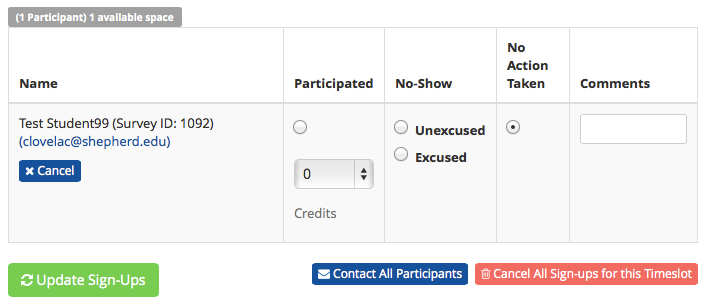 (1 Participant) 1 available space
Name
Participated
No-Show
No
Action
Taken
Comments
Test Student99 (Survey ID: 1092)
(clovelac@shepherd.edu)
Cancel
0
Credits
Unexcused
Excused
Update Sign-Ups
Contact All Participants
Cancel All Sign-ups for this Timeslot